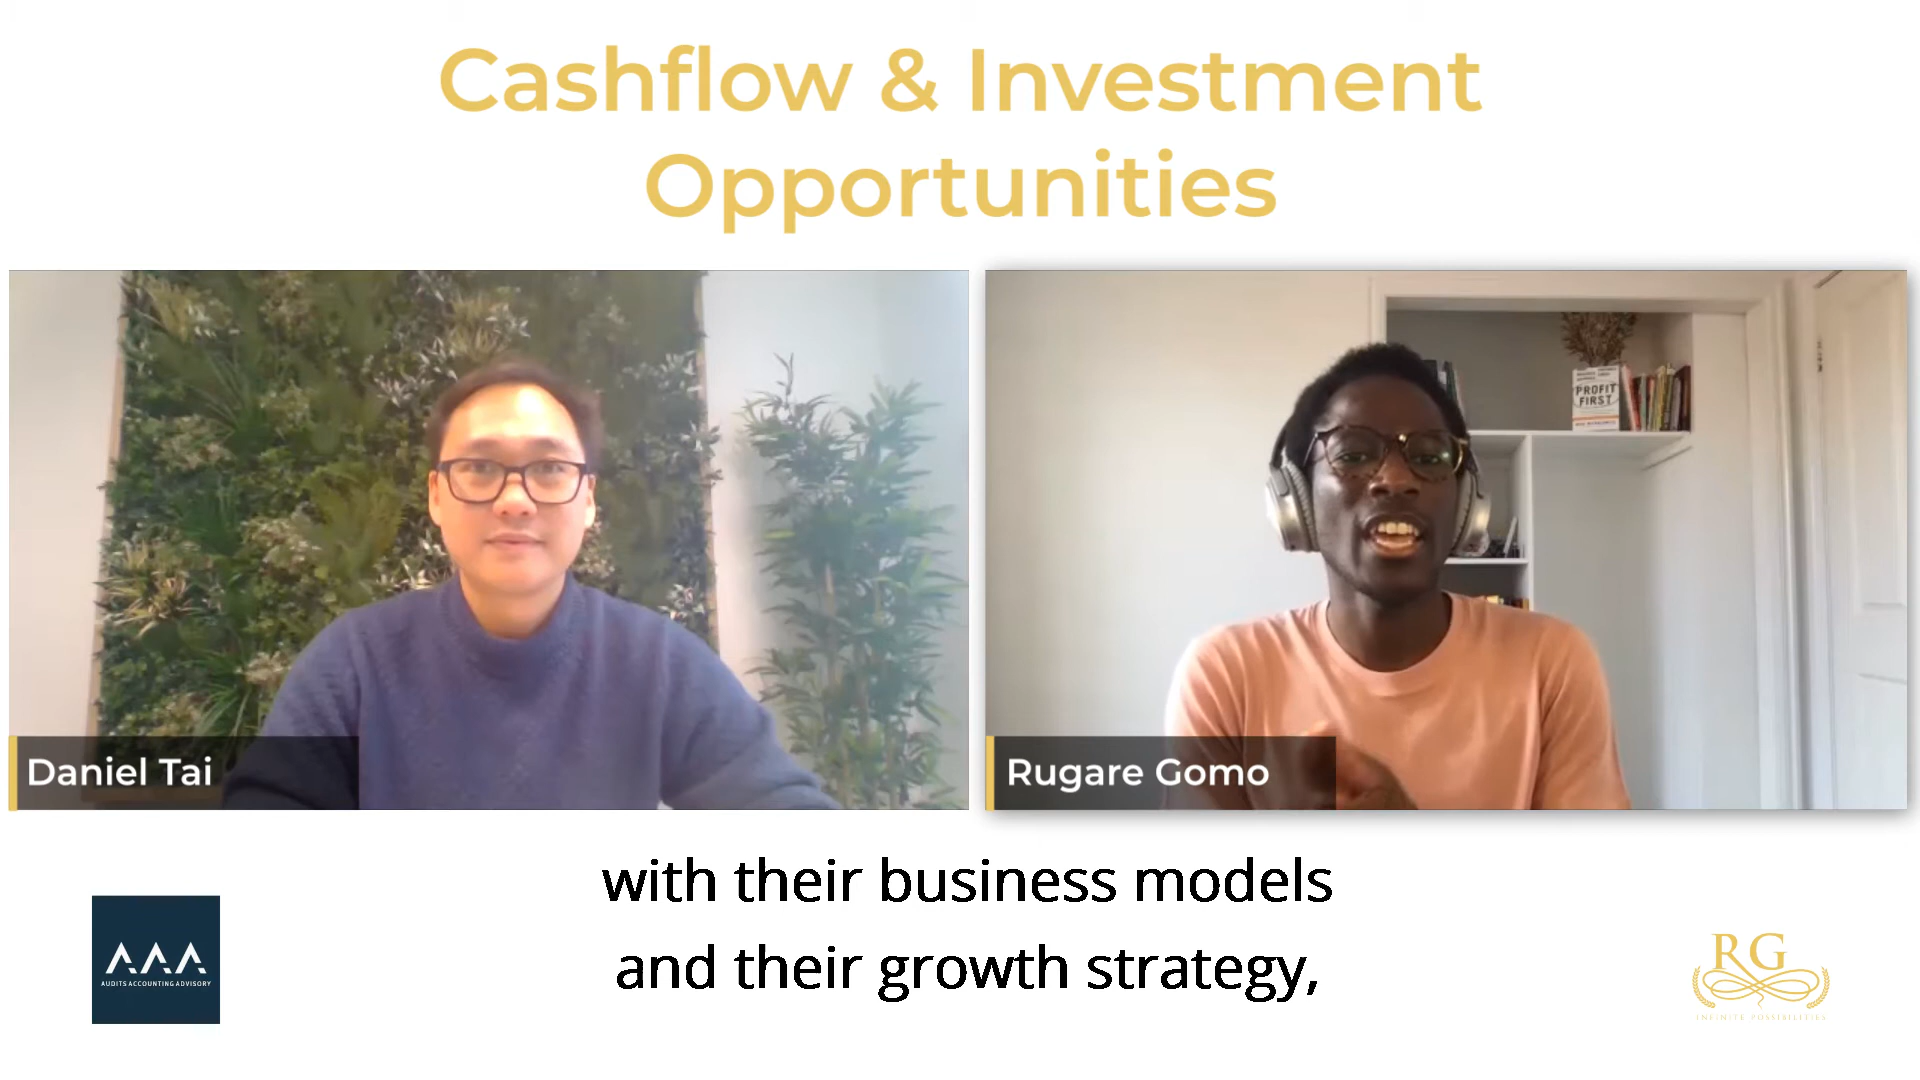 Cashflow & Investment
Opportunities
PROFIT
FIRST
Daniel Tai
Rugare Gomo
with their business models
and their growth strategy,
AAA
AUDITS ACCOUNTING ADVISORY
RG
INFINITE POSSIBILITIES